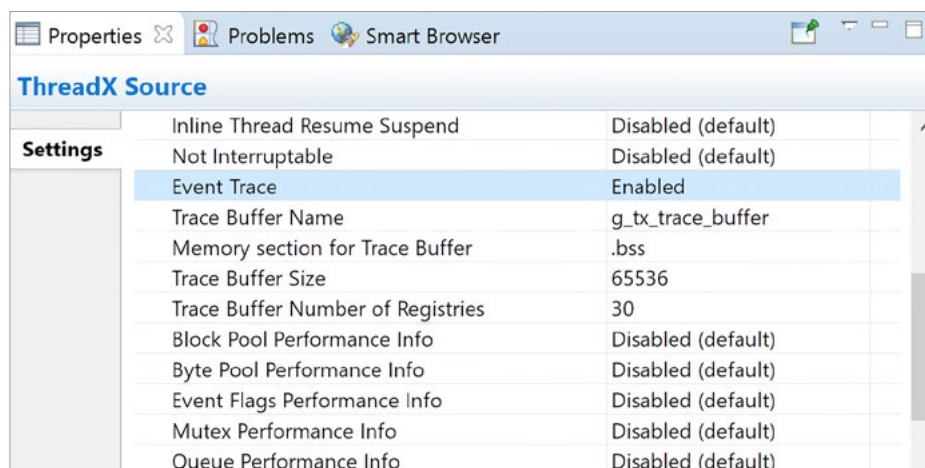 Properties Problems Smart Browser
ThreadX Source
Settings
Inline Thread Resume Suspend Disabled (default)
Not Interruptable Disabled (default)
Event Trace Enabled
Trace Buffer Name g_tx_trace_buffer
Memory section for Trace Buffer .bss
Trace Buffer Size 65536
Trace Buffer Number of Registries 30
Block Pool Performance Info Disabled (default)
Byte Pool Performance Info Disabled (default)
Event Flags Performance Info Disabled (default)
Mutex Performance Info Disabled (default)
Queue Performance Info Disabled (default)